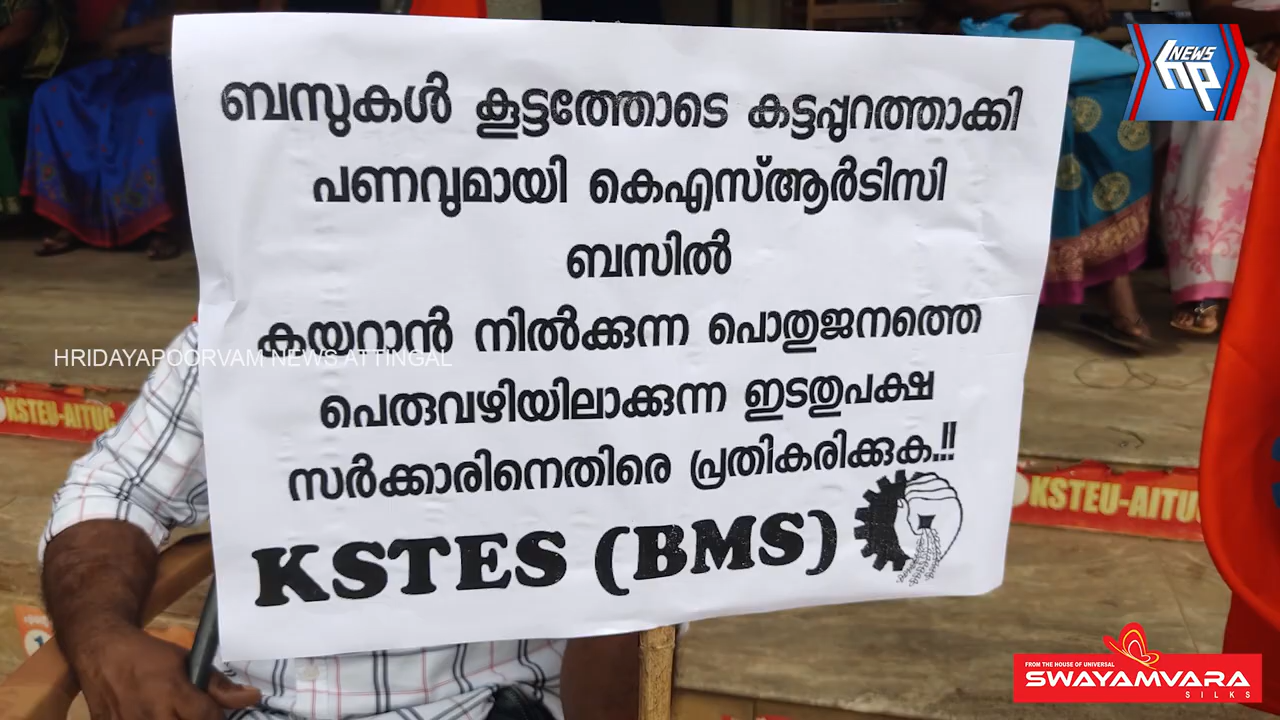 ബസുകൾ കൂട്ടത്തോടെ കട്ടപ്പുറത്താക്കി
പണവുമായി കെഎസ്ആർടിസി
ബസിൽ
കയറാൻ നിൽക്കുന്ന പൊതുജനത്തെ
പെരുവഴിയിലാക്കുന്ന ഇടതുപക്ഷ
സർക്കാരിനെതിരെ പ്രതികരിക്കുക.!!
KSTES (BMS)
HRIDAYAPOORVAM NEWS ATTINGAL
NEWS
hp
KSTEU-AITUC
KSTEU-AITUC
FROM THE HOUSE OF UNIVERSAL
SWAYAMVARA
SILKS